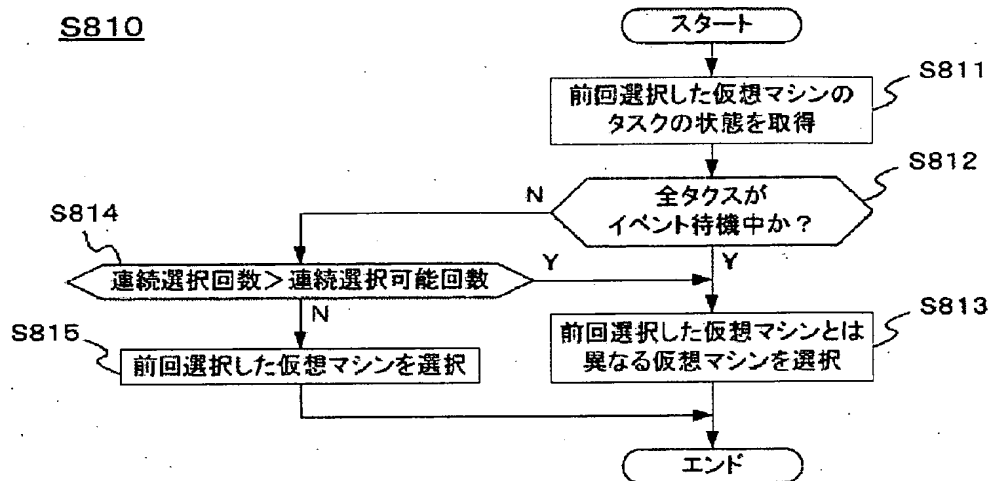 S810
スタート
S811
前回選択した仮想マシンの
タスクの状態を取得
S812
全タクスが
イベント待機中か？
N
Y
S814
連続選択回数＞連続選択可能回数
Y
N
S813
前回選択した仮想マシンとは
異なる仮想マシンを選択
S815
前回選択した仮想マシンを選択
エンド